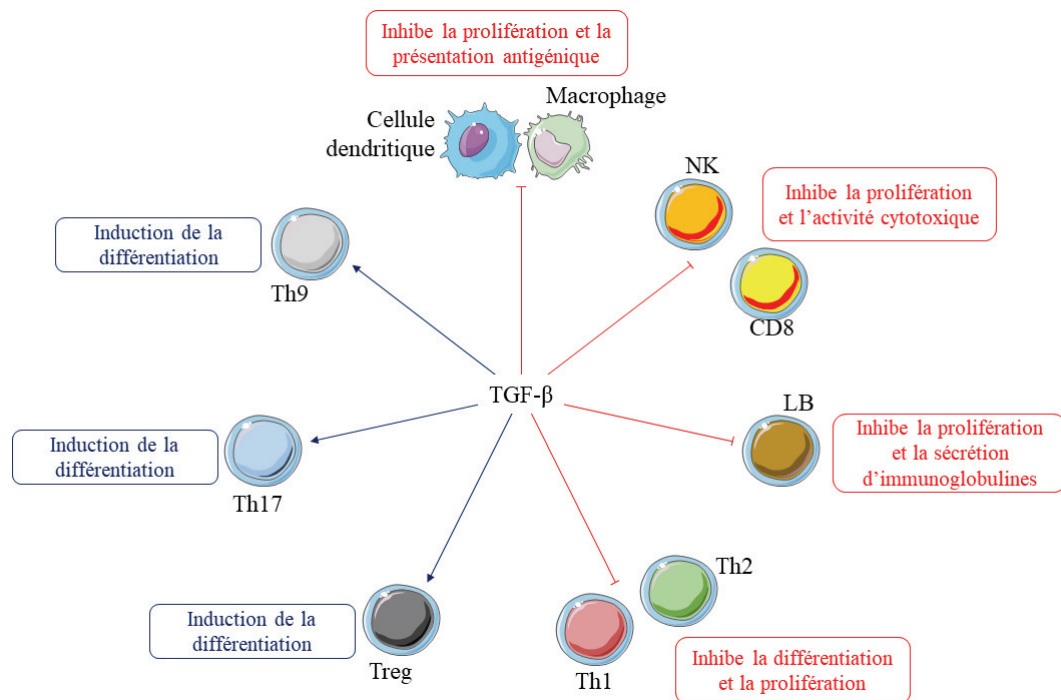 Inhibe la prolifération et la
présentation antigénique
Macrophage
Cellule
dendritique
NK
Inhibe la prolifération
et l'activité cytotoxique
CD8
Induction de la
différentiation
Th9
TGF-β
LB
Inhibe la prolifération
et la sécrétion
d'immunoglobulines
Induction de la
différentiation
Th17
Th2
Th1
Inhibe la différentiation
et la prolifération
Induction de la
différentiation
Treg